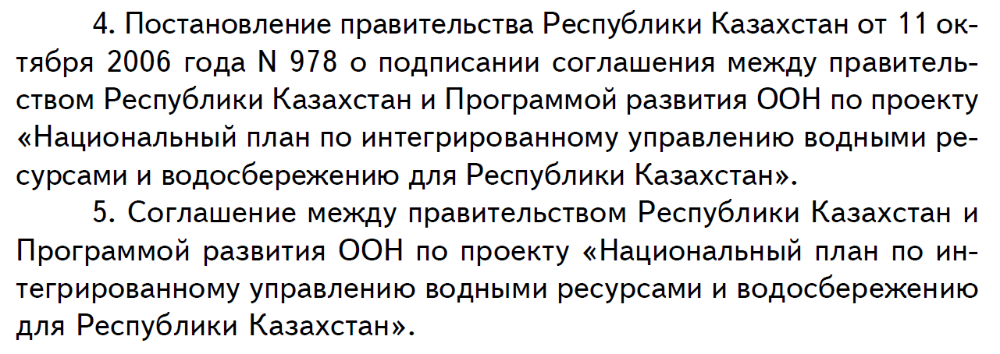 4. Постановление правительства Республики Казахстан от 11 ок-
тября 2006 года N 978 о подписании соглашения между правитель-
ством Республики Казахстан и Программой развития ООН по проекту
«Национальный план по интегрированному управлению водными ре-
сурсами и водосбережению для Республики Казахстан».
5. Соглашение между правительством Республики Казахстан и
Программой развития ООН по проекту «Национальный план по ин-
тегрированному управлению водными ресурсами и водосбережению
для Республики Казахстан».